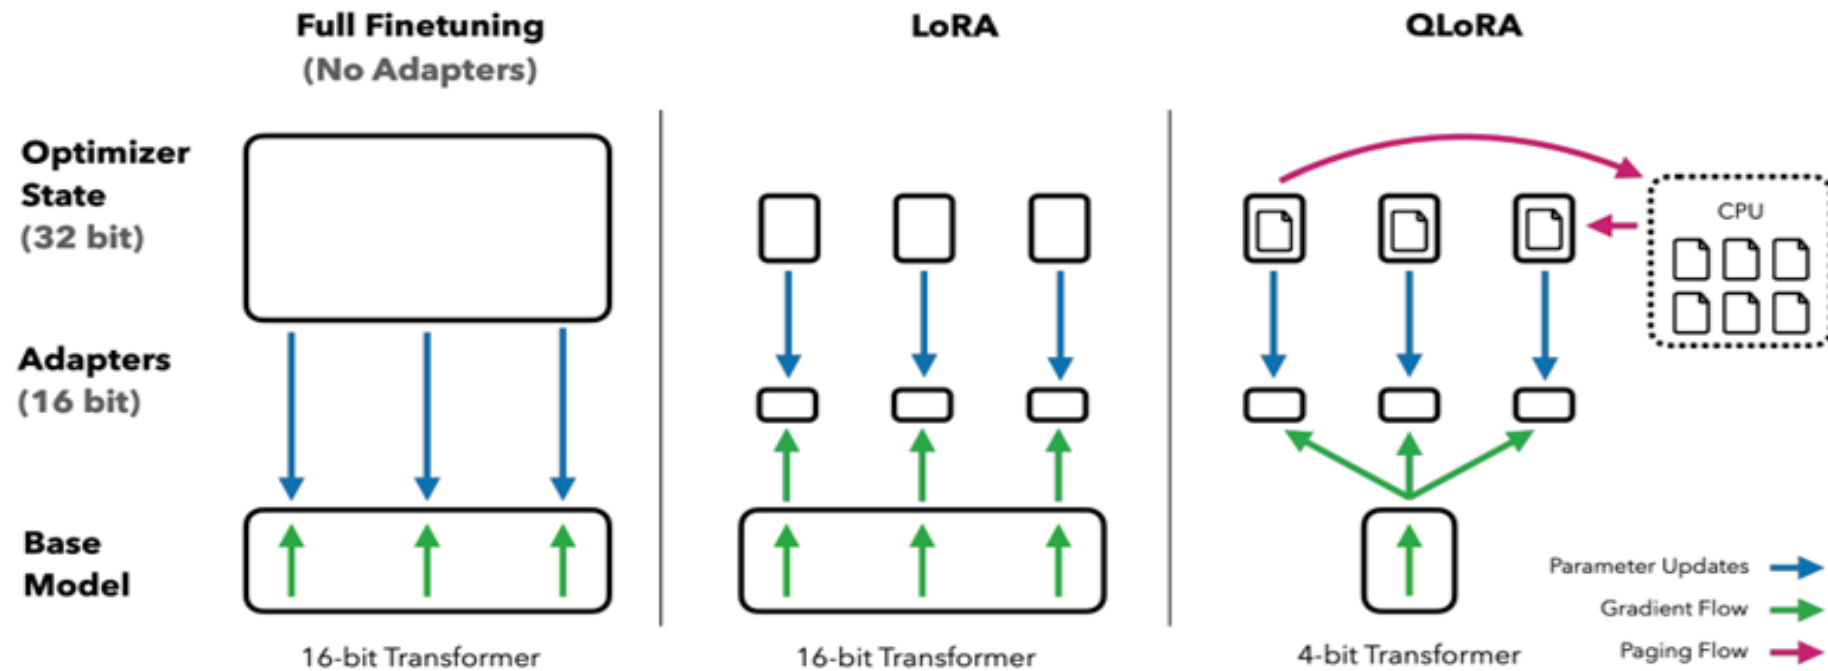 Full Finetuning
(No Adapters)
LoRA
QLoRA
Optimizer
State
(32 bit)
CPU
Adapters
(16 bit)
Base
Model
Parameter Updates
Gradient Flow
Paging Flow
16-bit Transformer
16-bit Transformer
4-bit Transformer